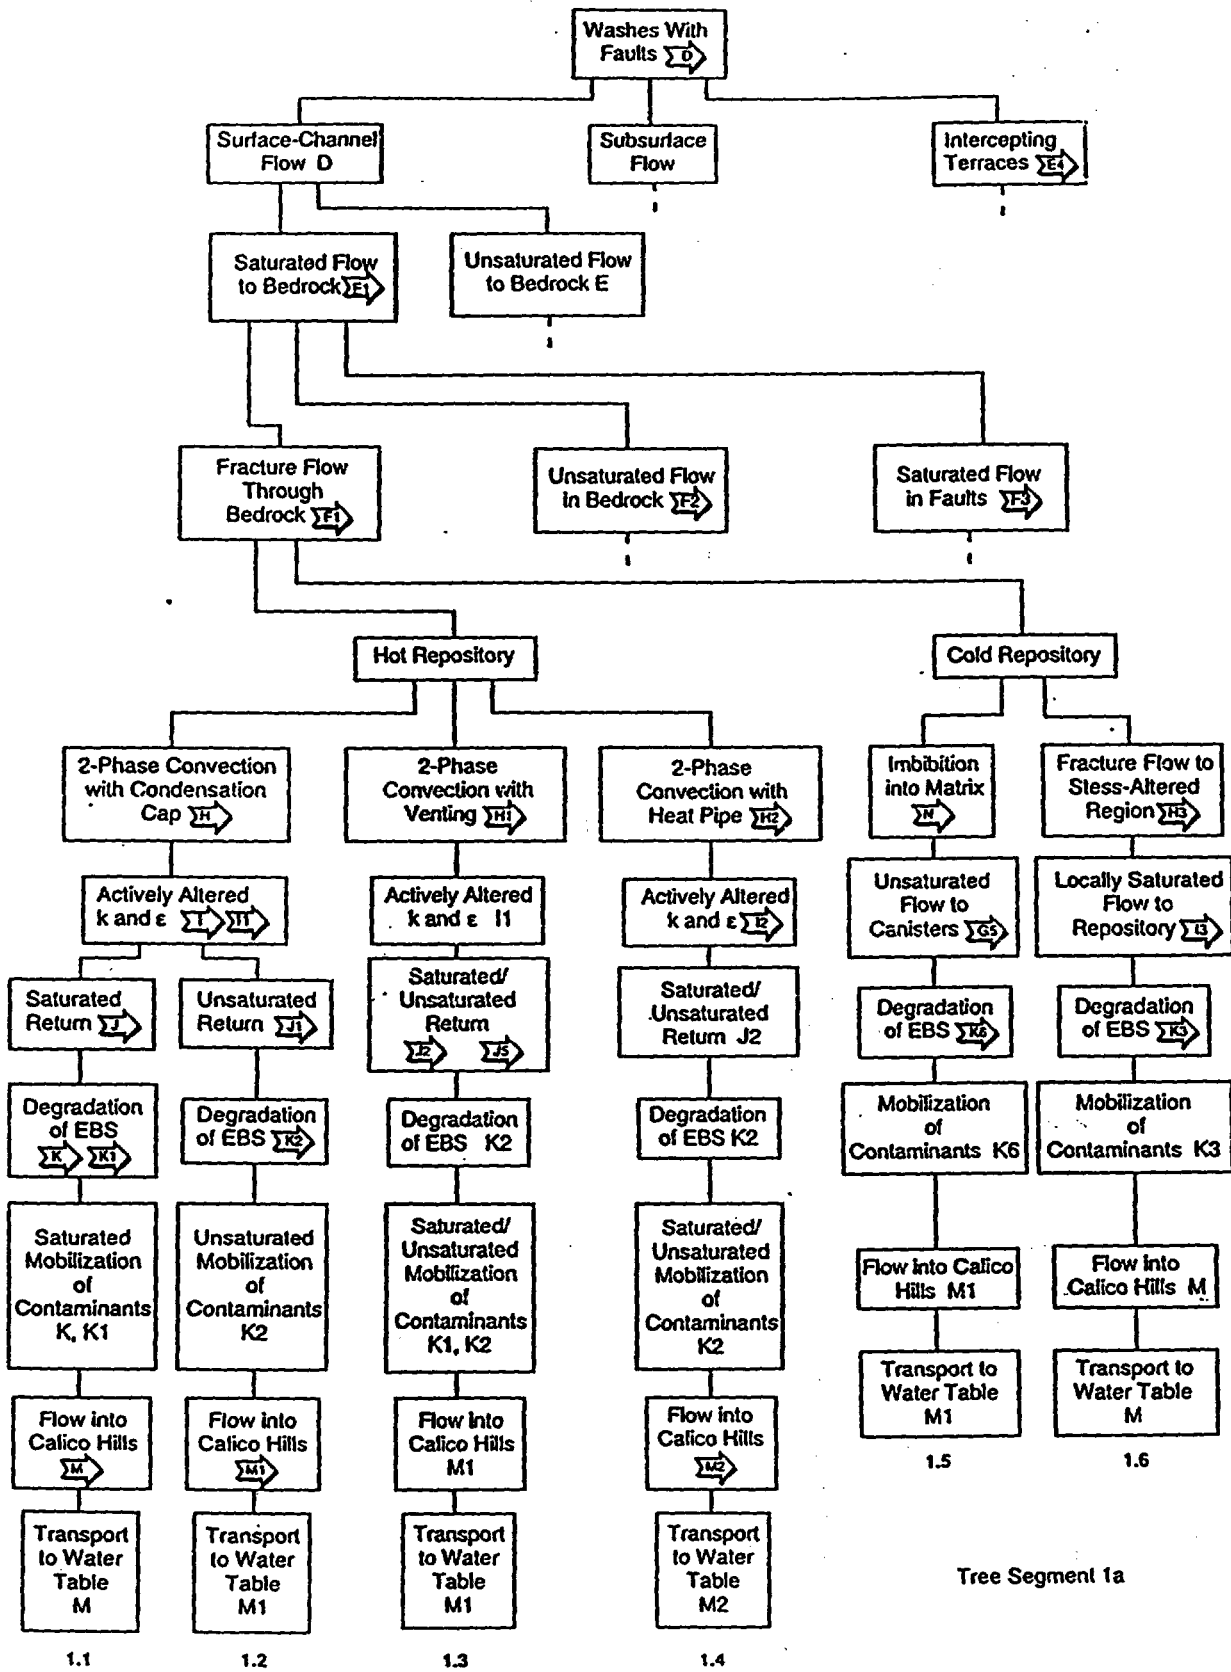 Washes With
Faults D
Surface-Channel
Flow D
Subsurface
Flow
Intercepting
Terraces E4
Saturated Flow
to Bedrock E1
Unsaturated Flow
to Bedrock E
Fracture Flow
Through
Bedrock F1
Unsaturated Flow
in Bedrock F2
Saturated Flow
in Faults F3
Hot Repository
Cold Repository
2-Phase Convection
with Condensation
Cap H
2-Phase
Convection with
Venting H1
2-Phase
Convection with
Heat Pipe H2
Imbibition
into Matrix
N
Fracture Flow to
Stess-Altered
Region H3
Actively Altered
k and ε I I1
Actively Altered
k and ε I1
Actively Altered
k and ε I2
Unsaturated
Flow to
Canisters G5
Locally Saturated
Flow to
Repository I3
Saturated
Return J
Unsaturated
Return J1
Saturated/
Unsaturated
Return
J2 J5
Saturated/
Unsaturated
Return J2
Degradation
of EBS K6
Degradation
of EBS K3
Degradation
of EBS
K K1
Degradation
of EBS K2
Degradation
of EBS K2
Degradation
of EBS K2
Mobilization
of
Contaminants K6
Mobilization
of
Contaminants K3
Saturated
Mobilization
of
Contaminants
K, K1
Unsaturated
Mobilization
of
Contaminants
K2
Saturated/
Unsaturated
Mobilization
of
Contaminants
K1, K2
Saturated/
Unsaturated
Mobilization
of
Contaminants
K2
Flow into Calico
Hills M1
Flow into
Calico Hills M
Transport to
Water Table
M1
Transport to
Water Table
M
1.5
1.6
Flow into
Calico Hills
M
Flow into
Calico Hills
M1
Flow into
Calico Hills
M1
Flow into
Calico Hills
M2
Transport
to Water
Table
M
Transport
to Water
Table
M1
Transport
to Water
Table
M1
Transport
to Water
Table
M2
Tree Segment 1a
1.1
1.2
1.3
1.4